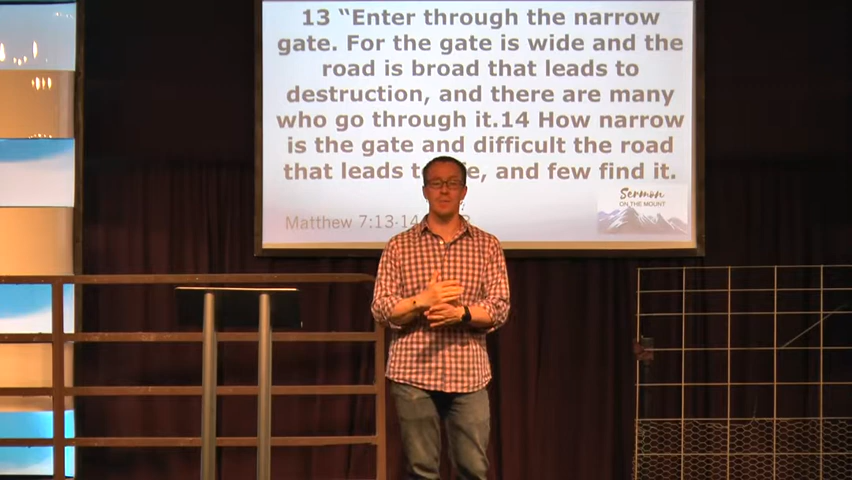 13 “Enter through the narrow
gate. For the gate is wide and the
road is broad that leads to
destruction, and there are many
who go through it.14 How narrow
is the gate and difficult the road
that leads, and few find it.
Sermon
ON THE MOUNT
Matthew 7:13-14